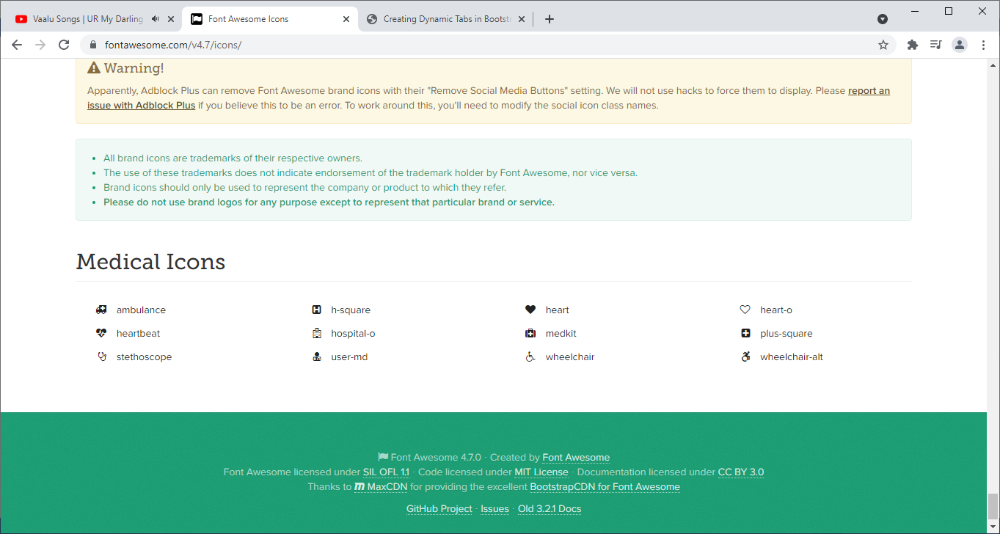 Vaalu Songs | UR My Darling
Font Awesome Icons
Creating Dynamic Tabs in Bootstr
fontawesome.com/v4.7/icons/
Warning!
Apparently, Adblock Plus can remove Font Awesome brand icons with their "Remove Social Media Buttons" setting. We will not use hacks to force them to display. Please report an
issue with Adblock Plus if you believe this to be an error. To work around this, you'll need to modify the social icon class names.
• All brand icons are trademarks of their respective owners.
• The use of these trademarks does not indicate endorsement of the trademark holder by Font Awesome, nor vice versa.
• Brand icons should only be used to represent the company or product to which they refer.
• Please do not use brand logos for any purpose except to represent that particular brand or service.
Medical Icons
ambulance h-square heart heart-o
heartbeat hospital-o medkit plus-square
stethoscope user-md wheelchair wheelchair-alt
Font Awesome 4.7.0 · Created by Font Awesome
Font Awesome licensed under SIL OFL 1.1 · Code licensed under MIT License · Documentation licensed under CC BY 3.0
Thanks to MaxCDN for providing the excellent BootstrapCDN for Font Awesome
GitHub Project · Issues · Old 3.2.1 Docs